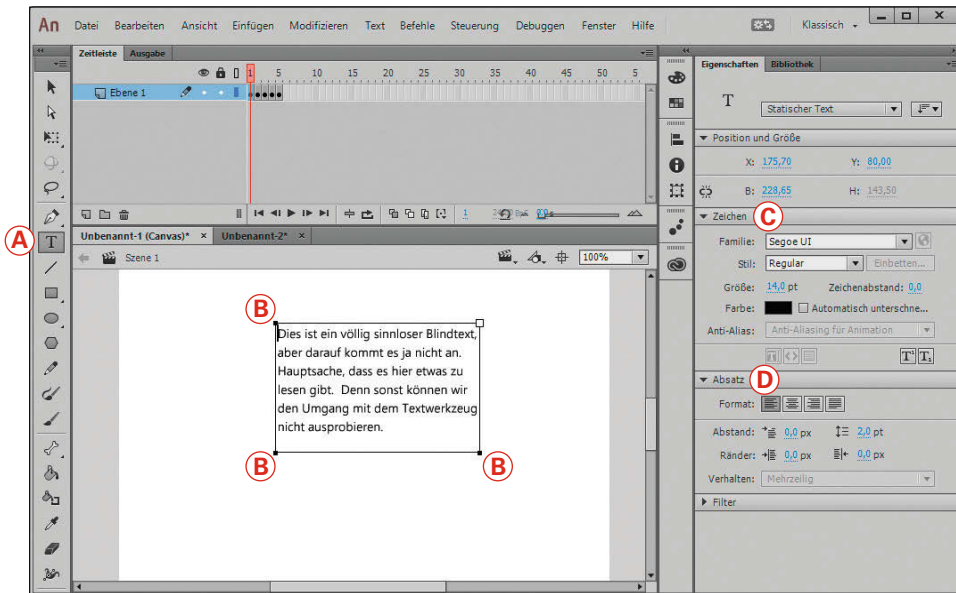 An Datei Bearbeiten Ansicht Einfügen Modifizieren Text Befehle Steuerung Debuggen Fenster Hilfe Klassisch
Zeitleiste Ausgabe
1 5 10 15 20 25 30 35 40 45 50 5
Ebene 1
1
Unbenannt-1 (Canvas)* × Unbenannt-2* ×
Szene 1 100%
A
T
B
Dies ist ein völlig sinnloser Blindtext,
aber darauf kommt es ja nicht an.
Hauptsache, dass es hier etwas zu
lesen gibt. Denn sonst können wir
den Umgang mit dem Textwerkzeug
nicht ausprobieren.
B B
Eigenschaften Bibliothek
T Statischer Text
Position und Größe
X: 175,70 Y: 80,00
B: 228,65 H: 143,50
Zeichen C
Familie: Segoe UI
Stil: Regular Einbetten...
Größe: 14,0 pt Zeichenabstand: 0,0
Farbe: Automatisch unterschne...
Anti-Alias: Anti-Aliasing für Animation
T¹ T₁
Absatz D
Format:
Abstand: 0,0 px 2,0 pt
Ränder: 0,0 px 0,0 px
Verhalten: Mehrzeilig
Filter